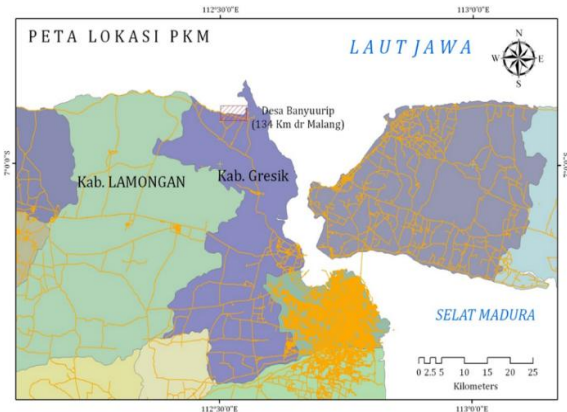 112°30'0"E
113°0'0"E
PETA LOKASI PKM
LAUT JAWA
N
W
E
S
Desa Banyuurip
(134 Km dr Malang)
7°0'0"S
7°0'0"S
Kab. LAMONGAN
Kab. Gresik
SELAT MADURA
0 2.5 5 10 15 20 25
Kilometers
112°30'0"E
113°0'0"E